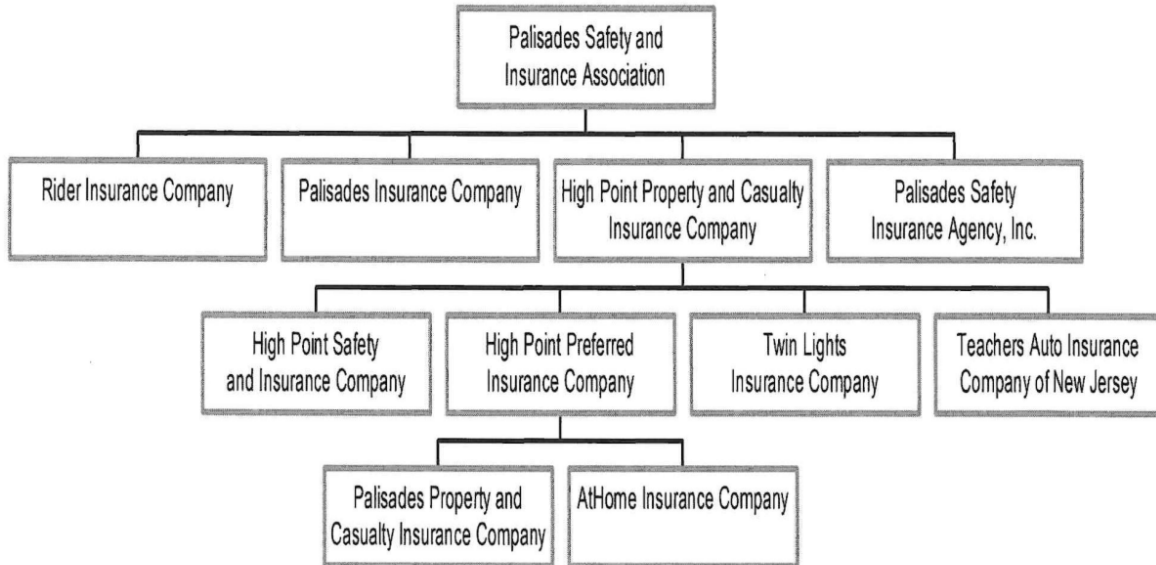 Palisades Safety and
Insurance Association
Rider Insurance Company
Palisades Insurance Company
High Point Property and Casualty
Insurance Company
Palisades Safety
Insurance Agency, Inc.
High Point Safety
and Insurance Company
High Point Preferred
Insurance Company
Twin Lights
Insurance Company
Teachers Auto Insurance
Company of New Jersey
Palisades Property and
Casualty Insurance Company
AtHome Insurance Company